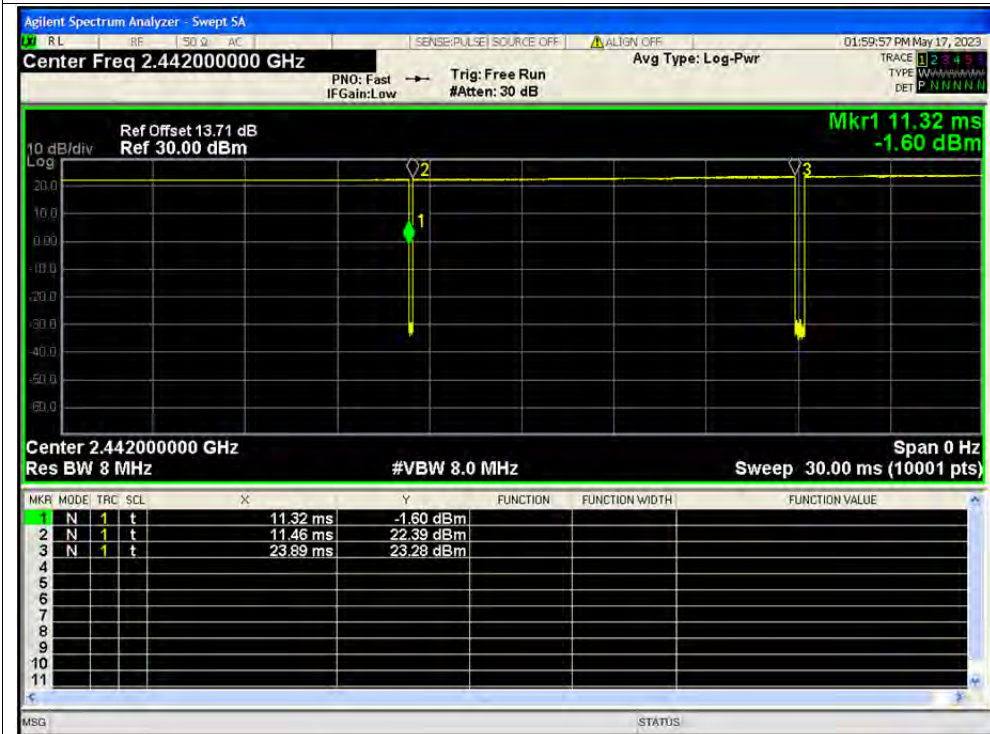 Agilent Spectrum Analyzer - Swept SA
RL RF 50 Ω AC SENSE:PULSE SOURCE OFF ALIGN OFF 01:59:57 PM May 17, 2023
Center Freq 2.442000000 GHz
PNO: Fast
IFGain:Low
Trig: Free Run
#Atten: 30 dB
Avg Type: Log-Pwr
TRACE 1 2 3 4 5 6
TYPE W
DET P N N N N N
Ref Offset 13.71 dB
10 dB/div Ref 30.00 dBm
Log
Mkr1 11.32 ms
-1.60 dBm
20.0
10.0
0.00
-10.0
-20.0
-30.0
-40.0
-50.0
-60.0
2
1
3
Center 2.442000000 GHz Span 0 Hz
Res BW 8 MHz #VBW 8.0 MHz Sweep 30.00 ms (10001 pts)
MKR MODE TRC SCL X Y FUNCTION FUNCTION WIDTH FUNCTION VALUE
1 N 1 t 11.32 ms -1.60 dBm
2 N 1 t 11.46 ms 22.39 dBm
3 N 1 t 23.89 ms 23.28 dBm
4
5
6
7
8
9
10
11
MSG STATUS